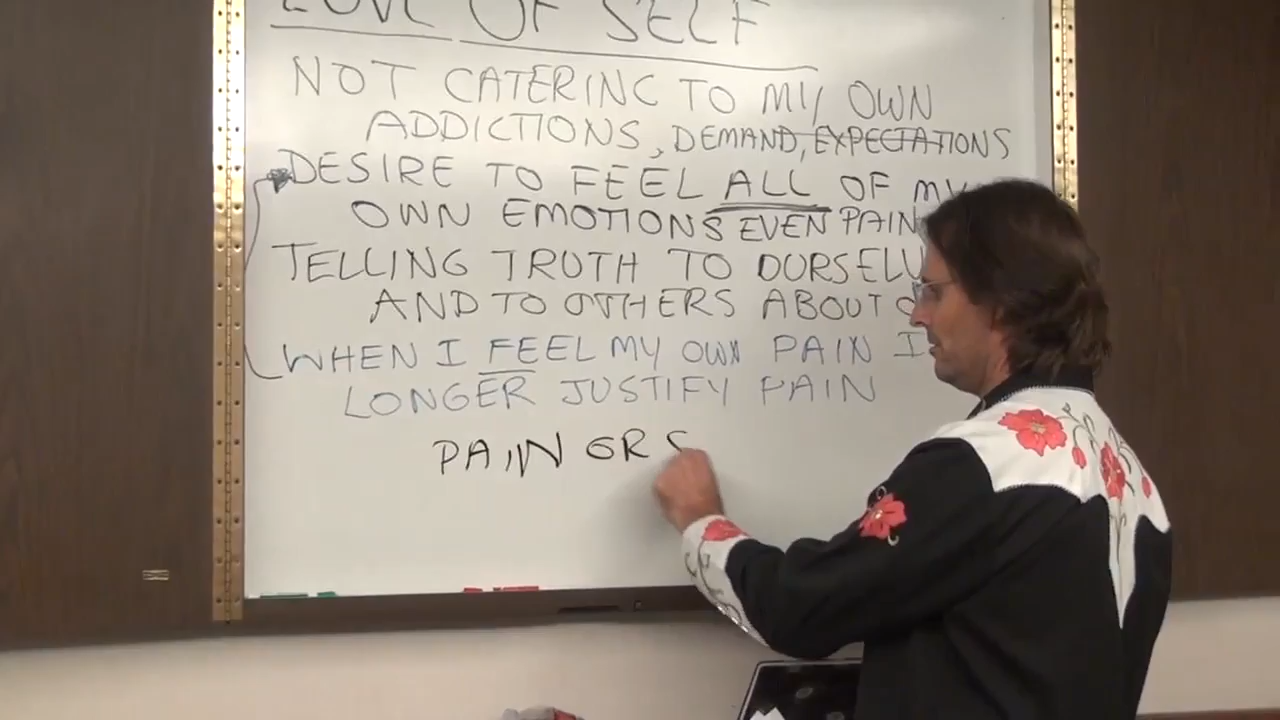 LOVE OF SELF
NOT CATERING TO MY OWN
ADDICTIONS, DEMAND, EXPECTATIONS
DESIRE TO FEEL ALL OF MY
OWN EMOTIONS EVEN PAIN
TELLING TRUTH TO OURSELV
AND TO OTHERS ABOUT O
WHEN I FEEL MY OWN PAIN I
LONGER JUSTIFY PAIN
PAIN OR S